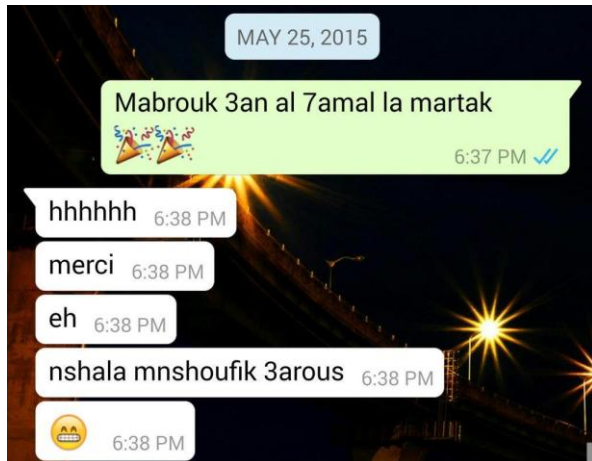 MAY 25, 2015
Mabrouk 3an al 7amal la martak
🎉🎉
6:37 PM
hhhhhh 6:38 PM
merci 6:38 PM
eh 6:38 PM
nshala mnshoufik 3arous 6:38 PM
😁 6:38 PM